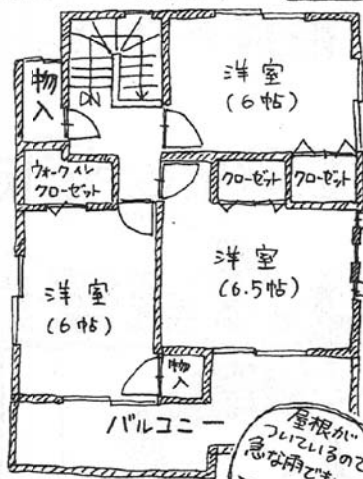 物
入
DN
洋室
(6帖)
ウォークイン
クローゼット
クローゼット
クローゼット
洋室
(6.5帖)
洋室
(6帖)
物
入
バルコニー
屋根が
ついているので
急な雨でも